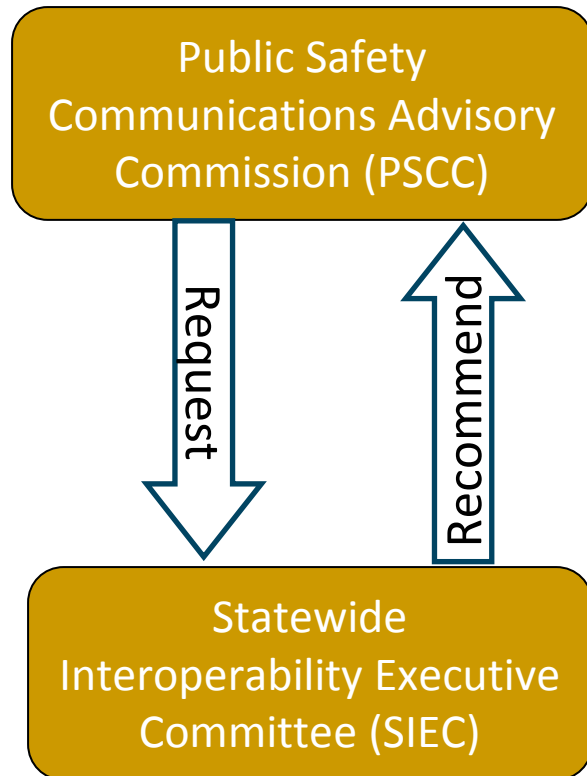 Public Safety
Communications Advisory
Commission (PSCC)
Request
Recommend
Statewide
Interoperability Executive
Committee (SIEC)